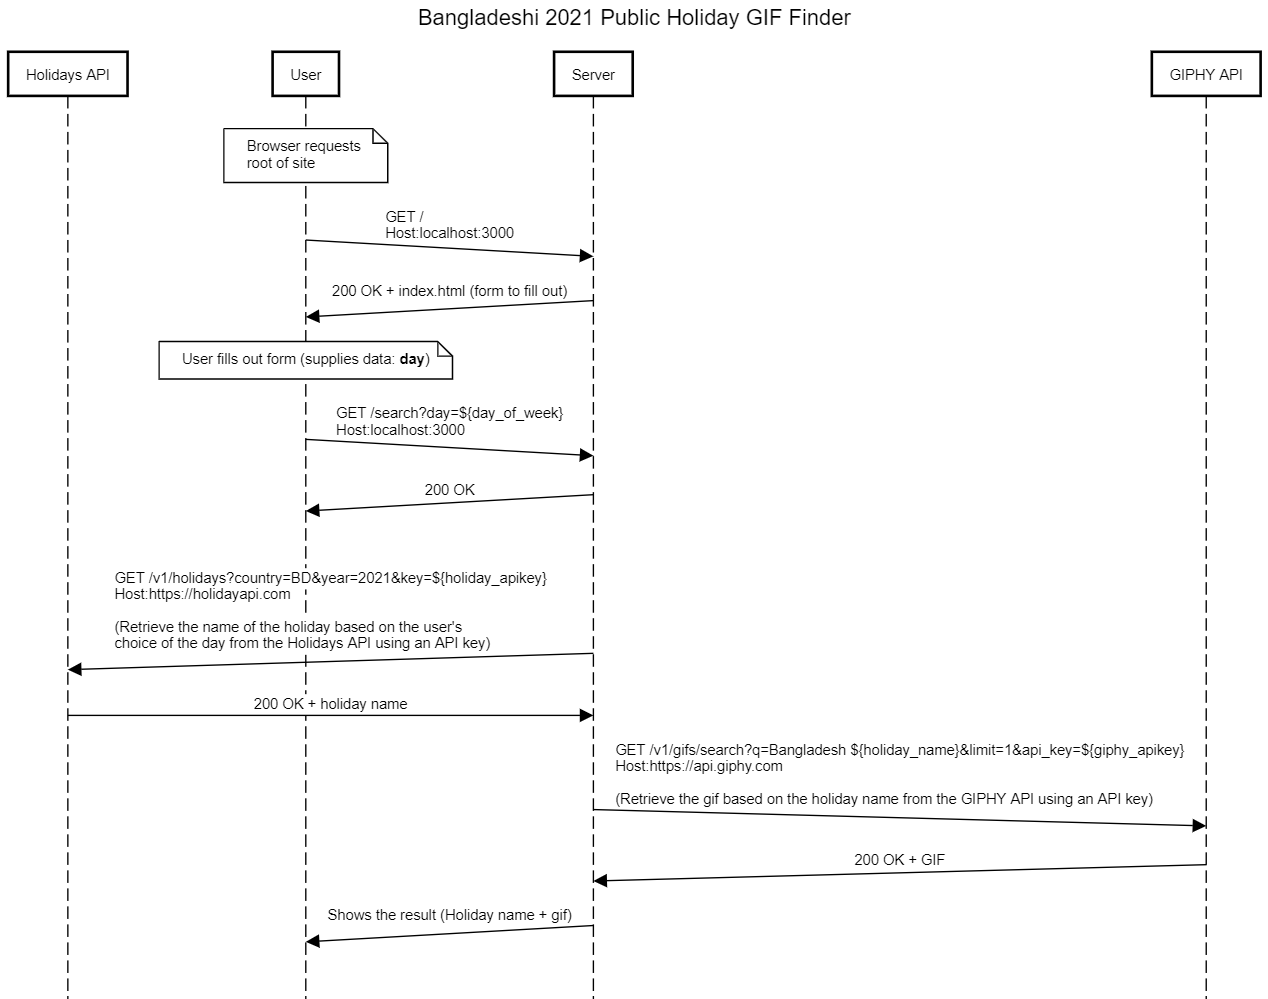 Bangladeshi 2021 Public Holiday GIF Finder
Holidays API
User
Server
GIPHY API
Browser requests
root of site
GET /
Host:localhost:3000
200 OK + index.html (form to fill out)
User fills out form (supplies data: day)
GET /search?day=${day_of_week}
Host:localhost:3000
200 OK
GET /v1/holidays?country=BD&year=2021&key=${holiday_apikey}
Host:https://holidayapi.com
(Retrieve the name of the holiday based on the user's
choice of the day from the Holidays API using an API key)
200 OK + holiday name
GET /v1/gifs/search?q=Bangladesh ${holiday_name}&limit=1&api_key=${giphy_apikey}
Host:https://api.giphy.com
(Retrieve the gif based on the holiday name from the GIPHY API using an API key)
200 OK + GIF
Shows the result (Holiday name + gif)